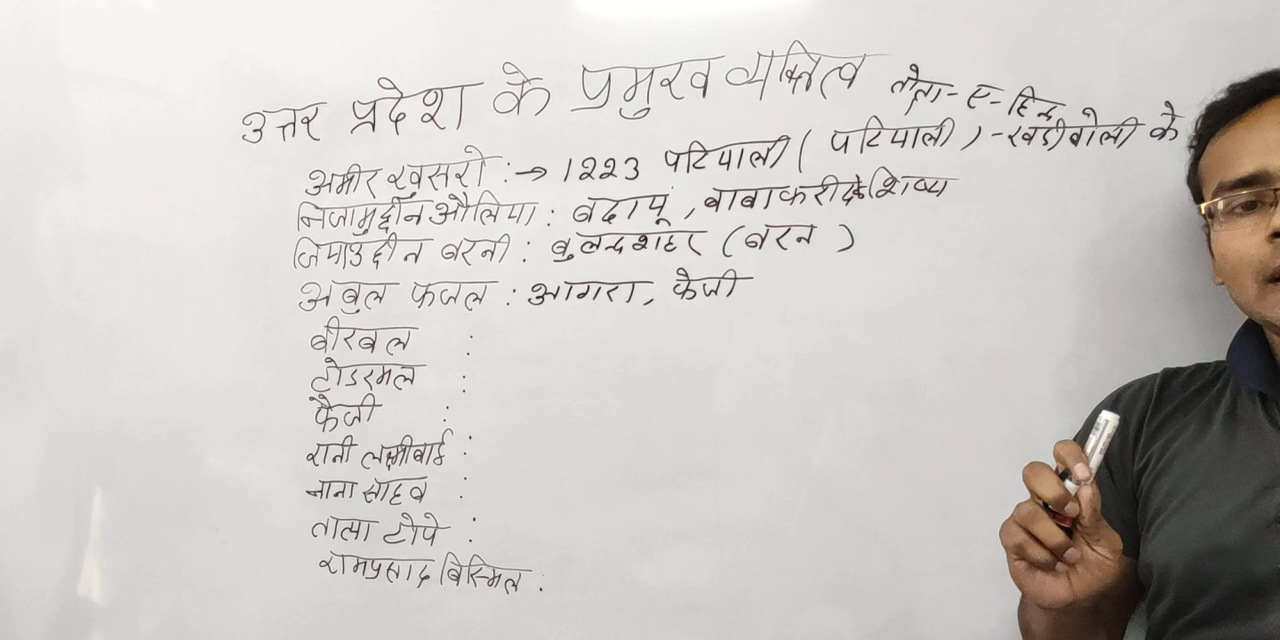 उत्तर प्रदेश के प्रमुख व्यक्तित्व
तोता-ए-हिन्द
अमीर खुसरो :→ 1223 पटियाली ( पटियाली ) - खडीबोली के
निजामुद्दीन औलिया : बदायूं , बाबा फरीद के शिष्य
जियाउद्दीन बरनी : बुलन्दशहर ( बरन )
अबुल फजल : आगरा , फैजी
बीरबल :
टोडरमल :
फैजी :
रानी लक्ष्मीबाई :
नाना साहब :
तात्या टोपे :
रामप्रसाद बिस्मिल :